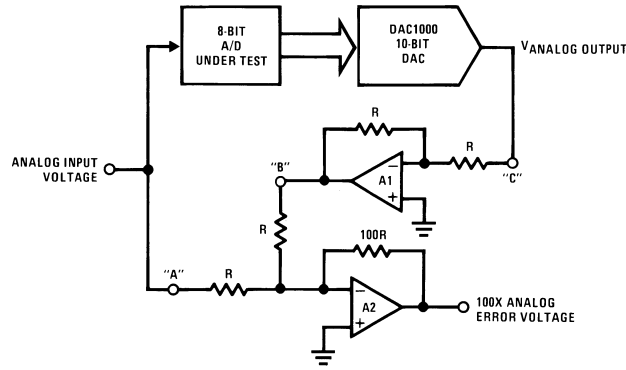 8-BIT
A/D
UNDER TEST
DAC1000
10-BIT
DAC
VANALOG OUTPUT
R
R
"B"
A1
−
+
"C"
ANALOG INPUT
VOLTAGE
R
100R
"A"
R
−
A2
+
100X ANALOG
ERROR VOLTAGE